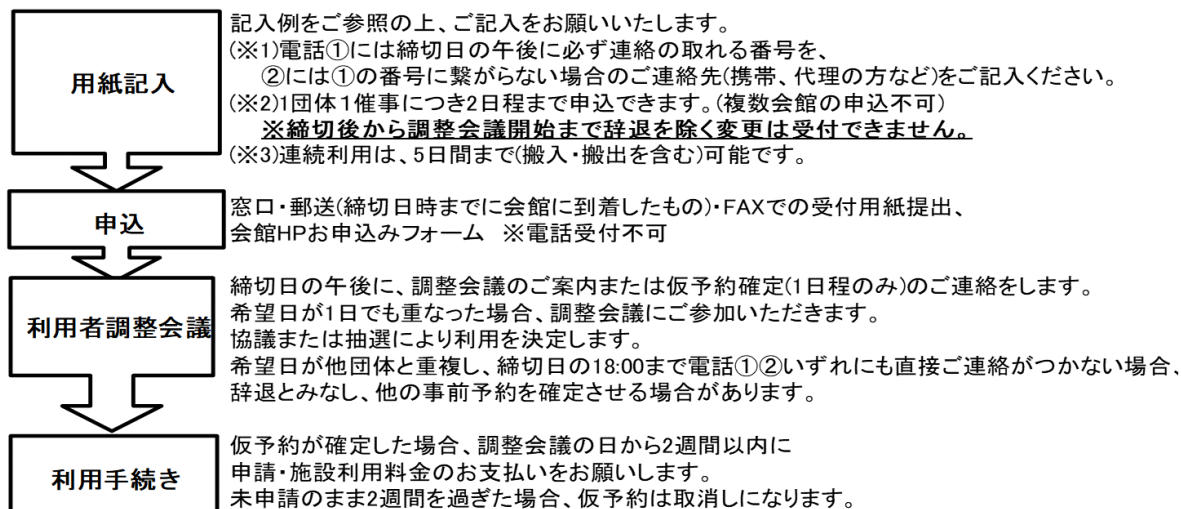 用紙記入
記入例をご参照の上、ご記入をお願いいたします。
(※1)電話①には締切日の午後に必ず連絡の取れる番号を、
②には①の番号に繋がらない場合のご連絡先(携帯、代理の方など)をご記入ください。
(※2)1団体1催事につき2日程まで申込できます。(複数会館の申込不可)
※締切後から調整会議開始まで辞退を除く変更は受付できません。
(※3)連続利用は、5日間まで(搬入・搬出を含む)可能です。
申込
窓口・郵送(締切日時までに会館に到着したもの)・FAXでの受付用紙提出、
会館HPお申込みフォーム ※電話受付不可
利用者調整会議
締切日の午後に、調整会議のご案内または仮予約確定(1日程のみ)のご連絡をします。
希望日が1日でも重なった場合、調整会議にご参加いただきます。
協議または抽選により利用を決定します。
希望日が他団体と重複し、締切日の18:00まで電話①②いずれにも直接ご連絡がつかない場合、
辞退とみなし、他の事前予約を確定させる場合があります。
利用手続き
仮予約が確定した場合、調整会議の日から2週間以内に
申請・施設利用料金のお支払いをお願いします。
未申請のまま2週間を過ぎた場合、仮予約は取消しになります。